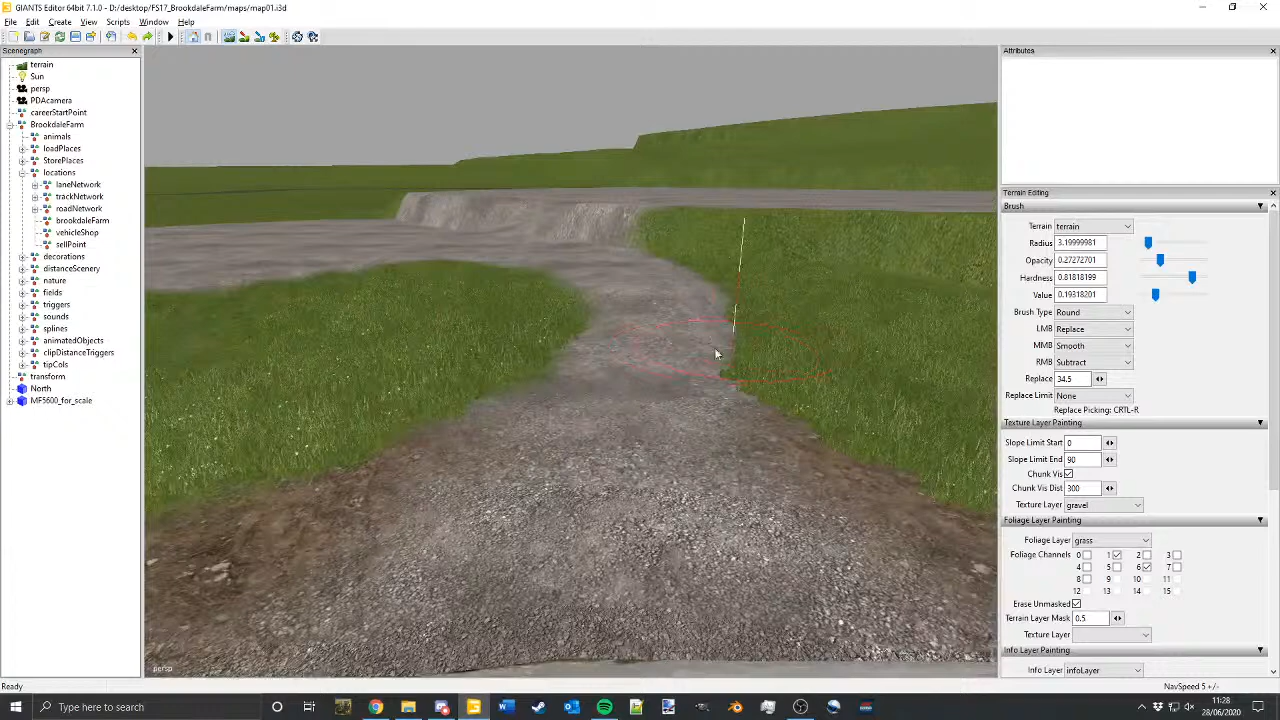 GIANTS Editor 64bit 7.1.0 - D:/desktop/FS17_BrookdaleFarm/maps/map01.i3d
File Edit Create View Scripts Window Help
Scenegraph
terrain
Sun
persp
PDAcamera
careerStartPoint
BrookdaleFarm
animals
loadPlaces
StorePlaces
locations
laneNetwork
trackNetwork
roadNetwork
brookdaleFarm
vehicleShop
sellPoint
decorations
distanceScenery
nature
fields
triggers
sounds
splines
animatedObjects
clipDistanceTriggers
tipCols
transform
North
MF5600_for_scale
persp
Attributes
Terrain Editing
Brush
Terrain terrain
Radius 3.19999981
Opacity 0.27272701
Hardness 0.81818199
Value 0.19318201
Brush Type Round
LMB Replace
MMB Smooth
RMB Subtract
Replace 34.5
Replace Limit None
Replace Picking: CRTL-R
Texture Layer Painting
Slope Limit Start 0
Slope Limit End 90
Chunk Vis
Chunk Vis Dist 300
Texture Layer gravel
Foliage Layer Painting
Foliage Layer grass
Foliage Channels 0 1 2 3
4 5 6 7
8 9 10 11
12 13 14 15
Erase Unmasked
Terrain Layer Mask 0.5
Texture Layer
Info Layer Painting
Info Layer infoLayer
Ready
NavSpeed 5 +/-
Type here to search
11:28
28/06/2020